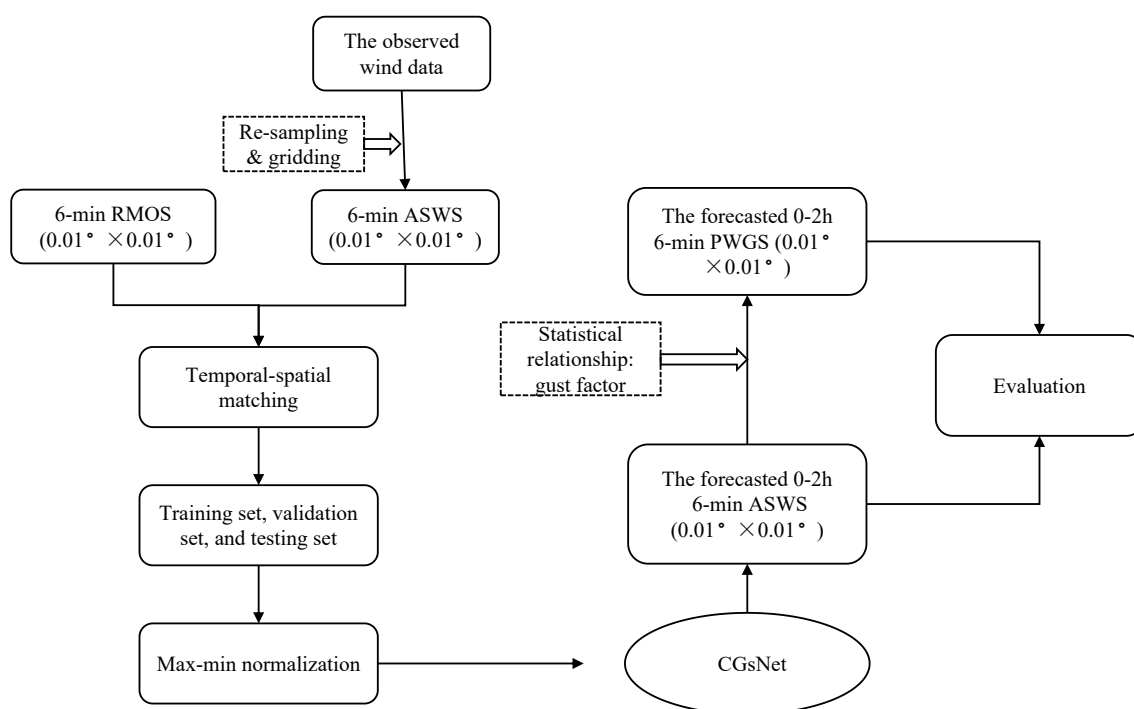 The observed
wind data
Re-sampling
& gridding
6-min RMOS
(0.01° ×0.01° )
6-min ASWS
(0.01° ×0.01° )
Temporal-spatial
matching
Training set, validation
set, and testing set
Max-min normalization
The forecasted 0-2h
6-min PWGS (0.01°
×0.01° )
Statistical
relationship:
gust factor
Evaluation
The forecasted 0-2h
6-min ASWS
(0.01° ×0.01° )
CGsNet